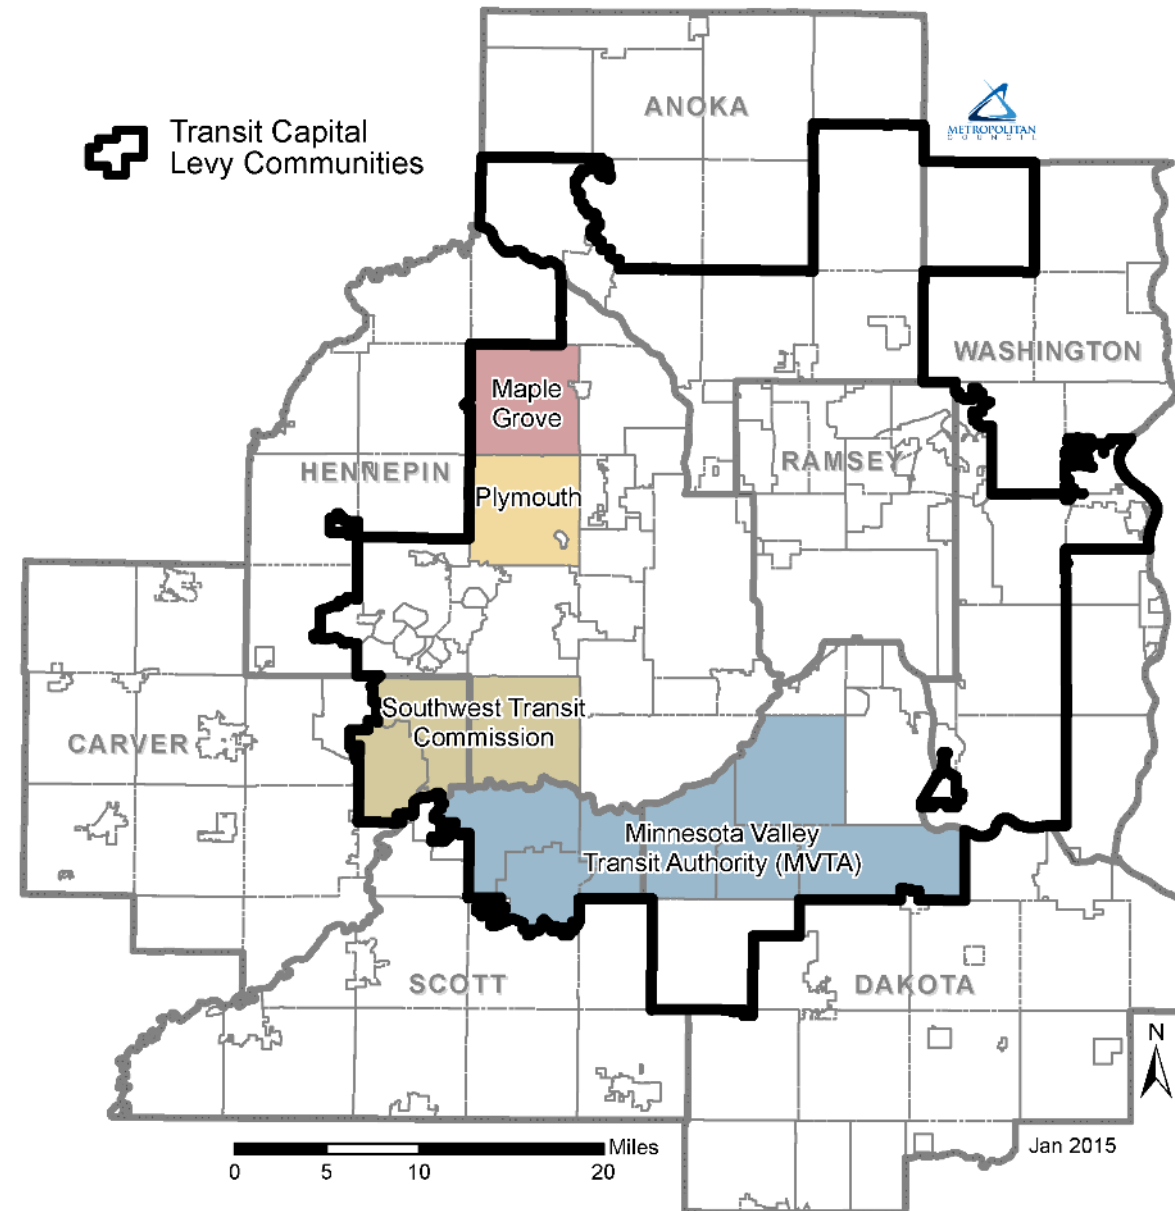 ANOKA
METROPOLITAN
COUNCIL
Transit Capital
Levy Communities
WASHINGTON
Maple
Grove
HENNEPIN
RAMSEY
Plymouth
Southwest Transit
Commission
CARVER
Minnesota Valley
Transit Authority (MVTA)
SCOTT
DAKOTA
N
Jan 2015
Miles
0 5 10 20